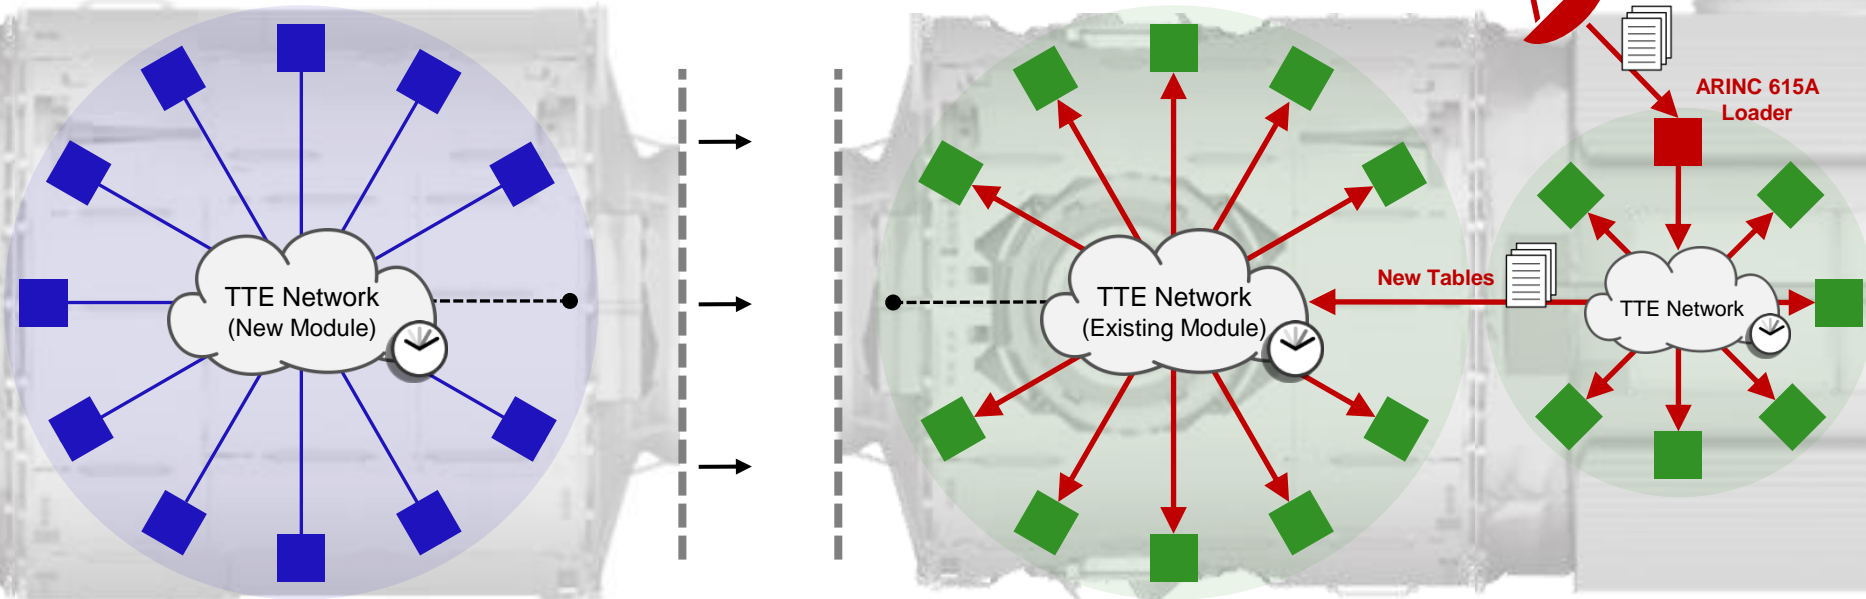 TTE Network
(New Module)
TTE Network
(Existing Module)
New Tables
ARINC 615A
Loader
TTE Network